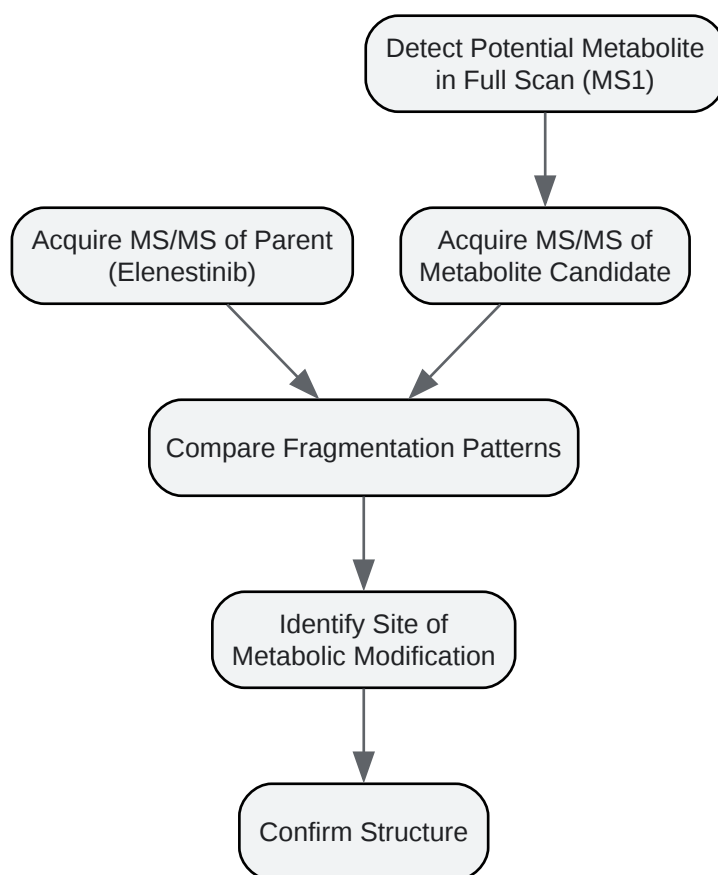 Detect Potential Metabolite
in Full Scan (MS1)
Acquire MS/MS of Parent
(Elenestinib)
Acquire MS/MS of
Metabolite Candidate
Compare Fragmentation Patterns
Identify Site of
Metabolic Modification
Confirm Structure